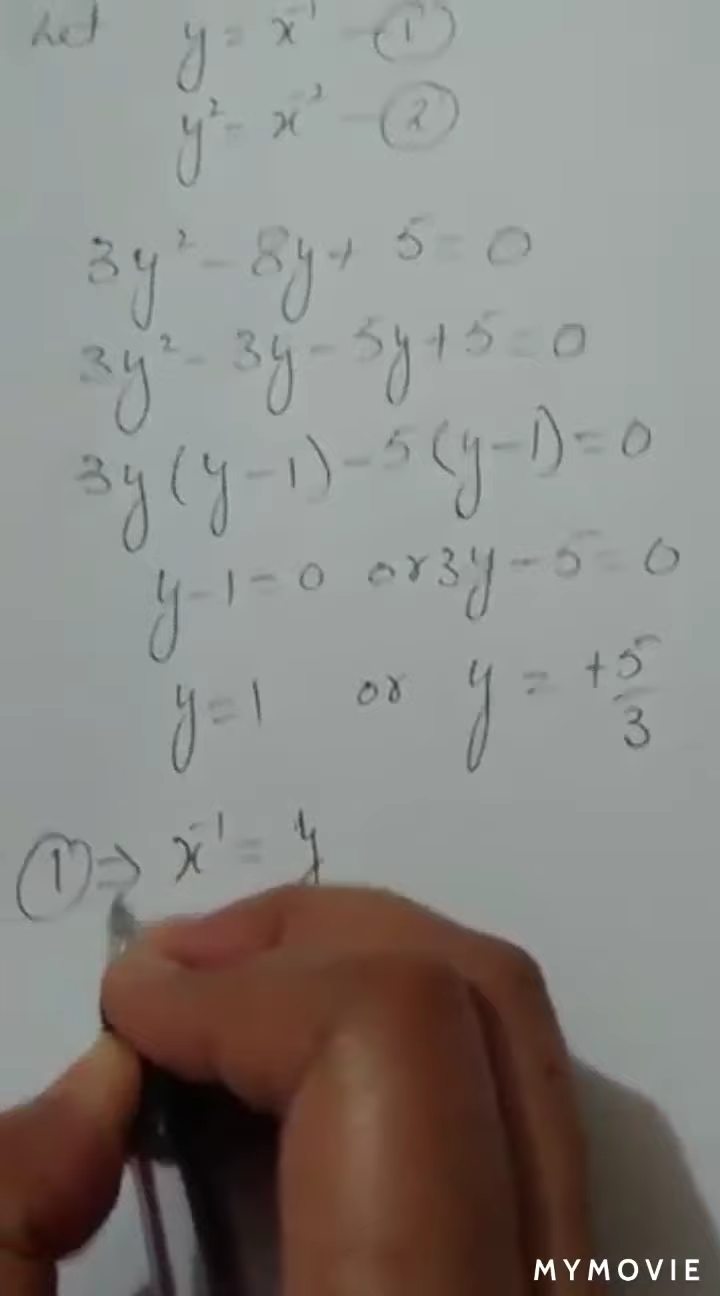 Let y = x⁻¹ - ①
y² = x⁻² - ②
3y² - 8y + 5 = 0
3y² - 3y - 5y + 5 = 0
3y (y - 1) - 5 (y - 1) = 0
y - 1 = 0 or 3y - 5 = 0
y = 1 or y = +5/3
① ⇒ x⁻¹ = y
MYMOVIE